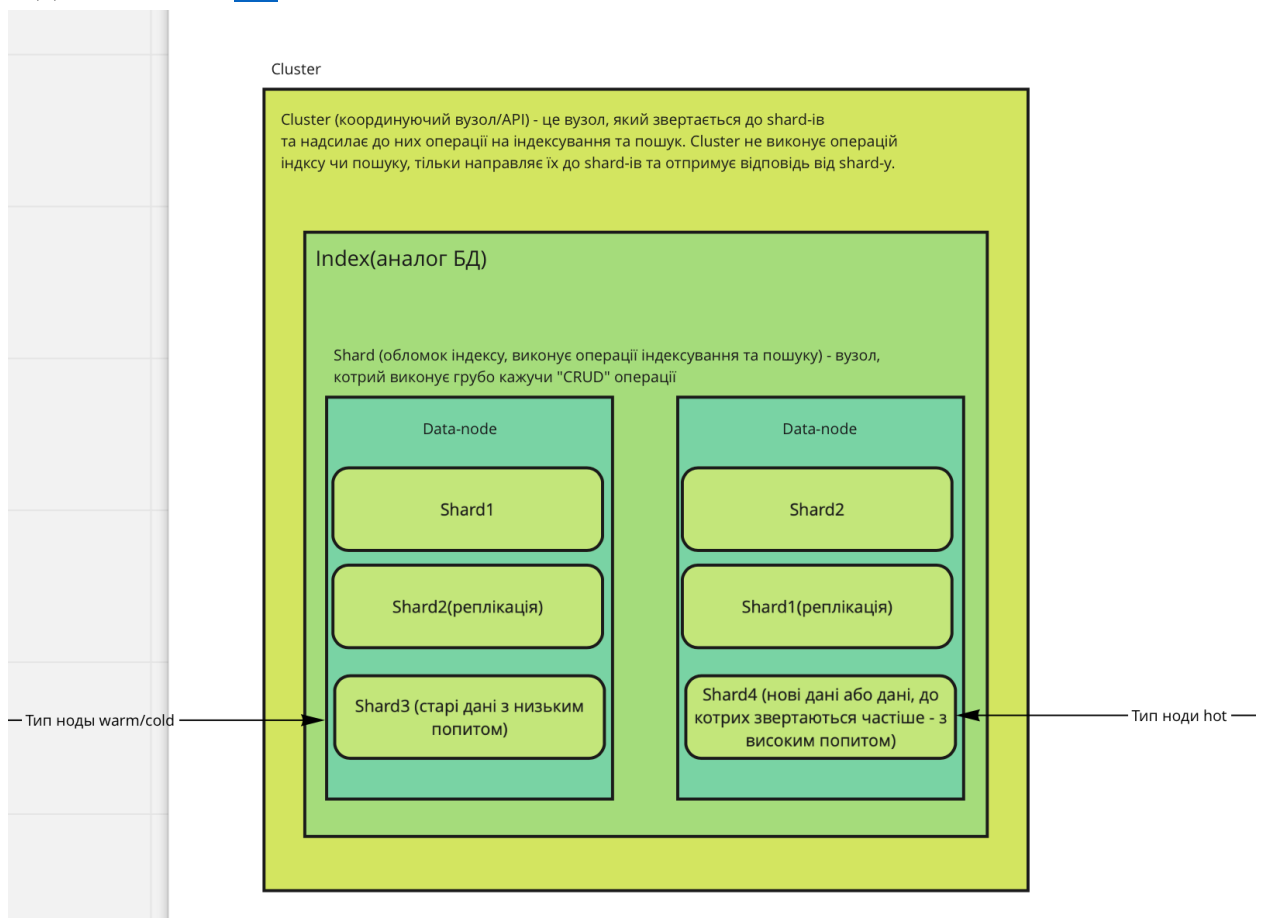 Cluster
Cluster (координуючий вузол/API) - це вузол, який звертається до shard-ів
та надсилає до них операції на індексування та пошук. Cluster не виконує операцій
індксу чи пошуку, тільки направляє їх до shard-ів та отпримує відповідь від shard-у.
Index(аналог БД)
Shard (обломок індексу, виконує операції індексування та пошуку) - вузол,
котрий виконує грубо кажучи "CRUD" операції
Data-node
Shard1
Shard2(реплікація)
Shard3 (старі дані з низьким
попитом)
Data-node
Shard2
Shard1(реплікація)
Shard4 (нові дані або дані, до
котрих звертаються частіше - з
високим попитом)
Тип ноды warm/cold
Тип ноди hot